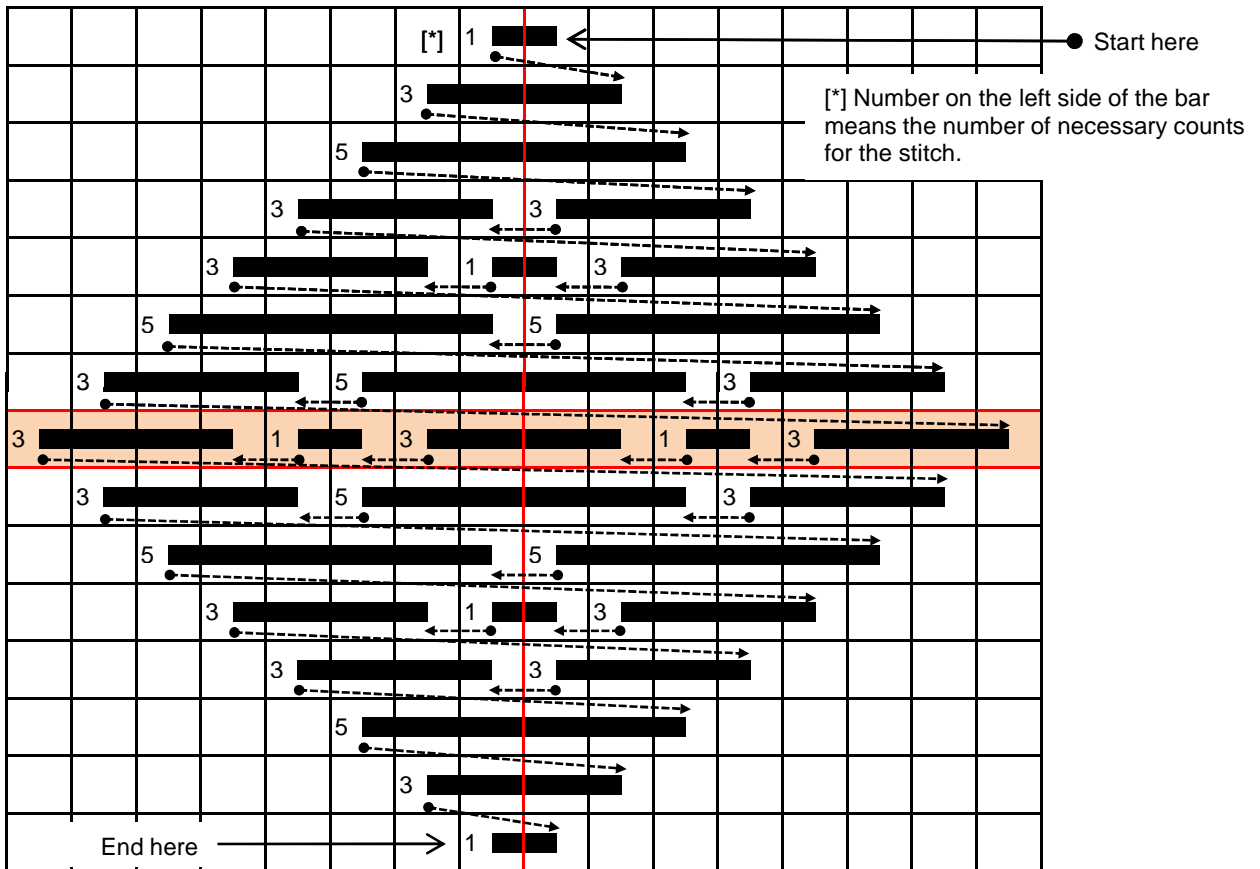 [*] 1
Start here
3
[*] Number on the left side of the bar
means the number of necessary counts
for the stitch.
5
3 3
3 1 3
5 5
3 5 3
3 1 3 1 3
3 5 3
5 5
3 1 3
3 3
5
3
End here 1